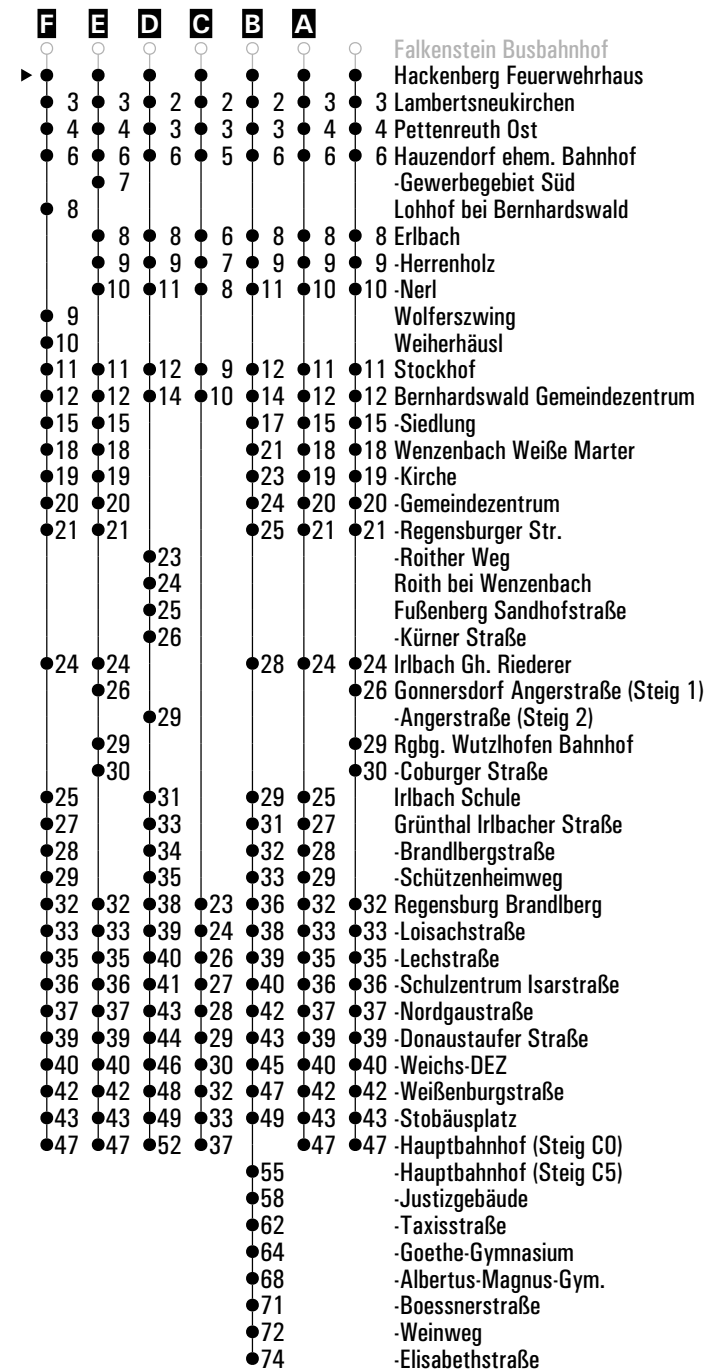 F E D C B A
Falkenstein Busbahnhof
Hackenberg Feuerwehrhaus
3 3 2 2 2 3 3 Lambertsneukirchen
4 4 3 3 3 4 4 Pettenreuth Ost
6 6 6 5 6 6 6 Hauzendorf ehem. Bahnhof
7 -Gewerbegebiet Süd
8 Lohhof bei Bernhardswald
8 8 6 8 8 8 Erlbach
9 9 7 9 9 9 -Herrenholz
10 11 8 11 10 10 -Nerl
9 Wolferszwing
10 Weiherhäusl
11 11 12 9 12 11 11 Stockhof
12 12 14 10 14 12 12 Bernhardswald Gemeindezentrum
15 15 17 15 15 -Siedlung
18 18 21 18 18 Wenzenbach Weiße Marter
19 19 23 19 19 -Kirche
20 20 24 20 20 -Gemeindezentrum
21 21 25 21 21 -Regensburger Str.
23 -Roither Weg
24 Roith bei Wenzenbach
25 Fußenberg Sandhofstraße
26 -Kürner Straße
24 24 28 24 24 Irlbach Gh. Riederer
26 26 Gonnersdorf Angerstraße (Steig 1)
29 -Angerstraße (Steig 2)
29 29 Rgbg. Wutzlhofen Bahnhof
30 30 -Coburger Straße
25 31 29 25 Irlbach Schule
27 33 31 27 Grünthal Irlbacher Straße
28 34 32 28 -Brandlbergstraße
29 35 33 29 -Schützenheimweg
32 32 38 23 36 32 32 Regensburg Brandlberg
33 33 39 24 38 33 33 -Loisachstraße
35 35 40 26 39 35 35 -Lechstraße
36 36 41 27 40 36 36 -Schulzentrum Isarstraße
37 37 43 28 42 37 37 -Nordgaustraße
39 39 44 29 43 39 39 -Donaustaufer Straße
40 40 46 30 45 40 40 -Weichs-DEZ
42 42 48 32 47 42 42 -Weißenburgstraße
43 43 49 33 49 43 43 -Stobäusplatz
47 47 52 37 47 47 -Hauptbahnhof (Steig C0)
55 -Hauptbahnhof (Steig C5)
58 -Justizgebäude
62 -Taxisstraße
64 -Goethe-Gymnasium
68 -Albertus-Magnus-Gym.
71 -Boessnerstraße
72 -Weinweg
74 -Elisabethstraße